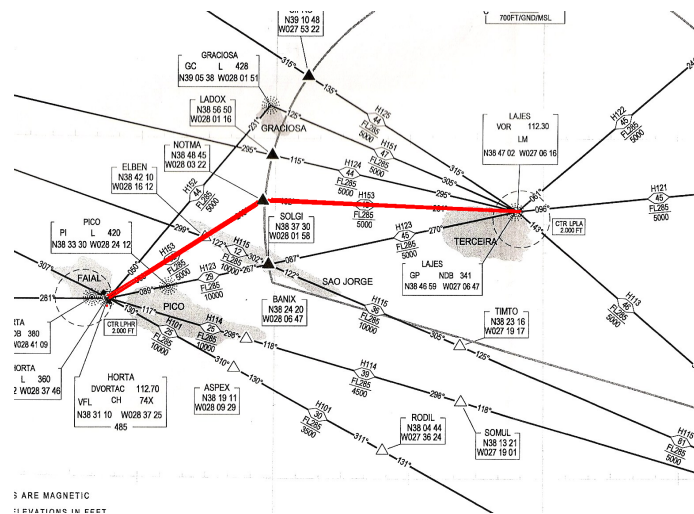 700FT/GND/MSL
N39 10 48
W027 53 22
GRACIOSA
GC L 428
N39 05 38 W028 01 51
LADOX
N38 56 50
W028 01 16
NOTMA
N38 48 45
W028 03 22
ELBEN
N38 42 10
W028 16 12
PICO
PI L 420
N38 33 30 W028 24 12
LAJES
VOR 112.30
LM
N38 47 02 W027 06 16
SOLGI
N38 37 30
W028 01 58
LAJES
GP NDB 341
N38 46 59 W027 06 47
CTR LPLA
2.000 FT
BANIX
N38 24 20
W028 06 47
TIMTO
N38 23 16
W027 19 17
CTR LPHR
2.000 FT
RTA
DB 380
W028 41 09
HORTA
L 360
2 W028 37 46
HORTA
DVORTAC 112.70
VFL CH 74X
N38 31 10 W028 37 25
485
ASPEX
N38 19 11
W028 09 29
RODIL
N38 04 44
W027 36 24
SOMUL
N38 13 21
W027 19 01
GRACIOSA
TERCEIRA
SAO JORGE
FAIAL
PICO
315°
135°
H125
44
FL285
5000
315°
231°
H151
47
FL285
5000
305°
295°
115°
H124
44
FL285
5000
295°
H152
44
FL285
5000
060°
H153
FL285
5000
281°
H153
FL285
5000
H122
45
FL285
5000
061°
H121
45
FL285
5000
096°
143°
H113
46
FL285
5000
H123
45
FL285
5000
270°
087°
299°
122°
H115
12
FL285
10000
302°
122°
H123
29
FL285
10000
089°
267°
H115
36
FL285
10000
305°
125°
H115
61
FL285
5000
307°
281°
130°
117°
H101
25
FL285
10000
H114
25
FL285
10000
298°
118°
H114
39
FL285
4500
298°
118°
310°
130°
H101
30
FL285
3500
311°
131°
S ARE MAGNETIC
ELEVATIONS IN FEET